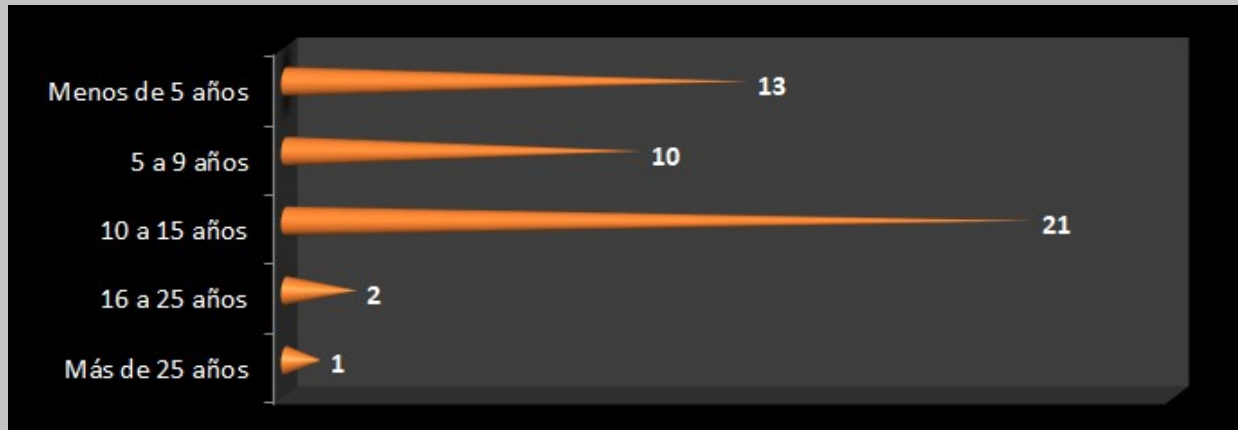 Menos de 5 años 13
5 a 9 años 10
10 a 15 años 21
16 a 25 años 2
Más de 25 años 1